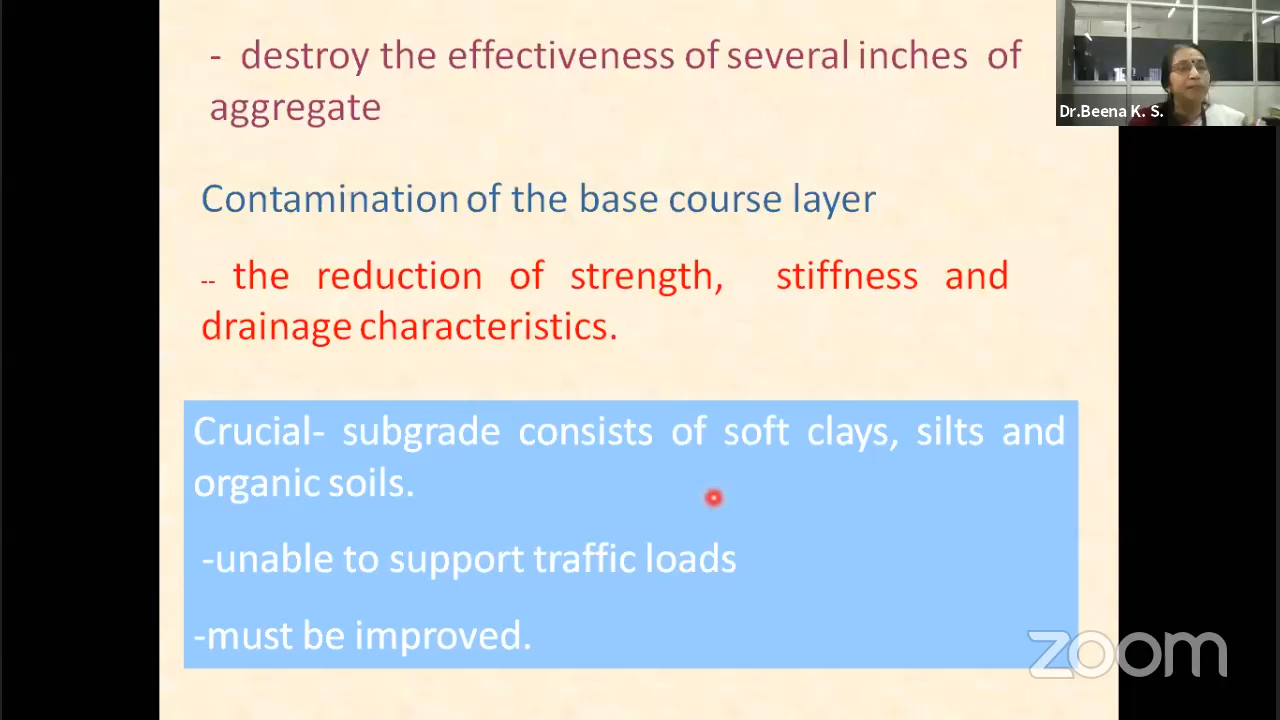 - destroy the effectiveness of several inches of
aggregate
Dr.Beena K. S.
Contamination of the base course layer
-- the reduction of strength, stiffness and
drainage characteristics.
Crucial- subgrade consists of soft clays, silts and
organic soils.
-unable to support traffic loads
-must be improved.
zoom